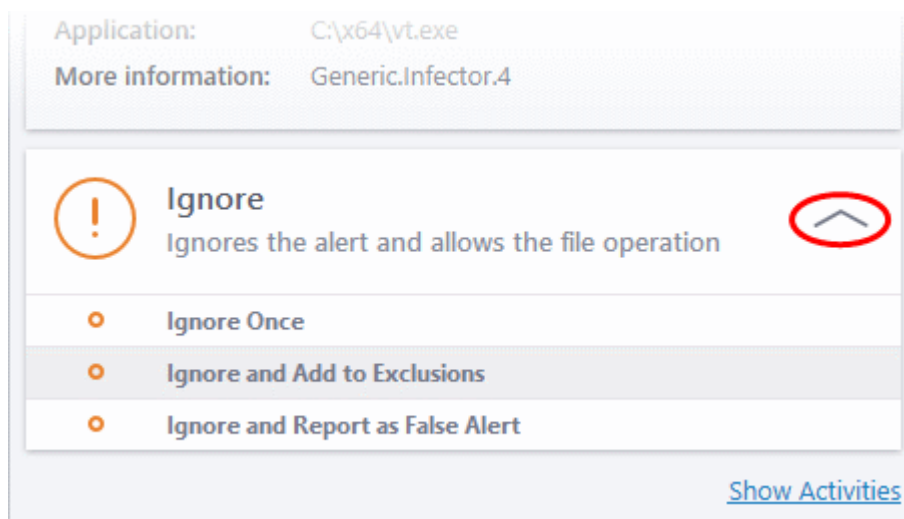 Application: C:\x64\vt.exe
More information: Generic.Infector.4
Ignore
Ignores the alert and allows the file operation
Ignore Once
Ignore and Add to Exclusions
Ignore and Report as False Alert
Show Activities